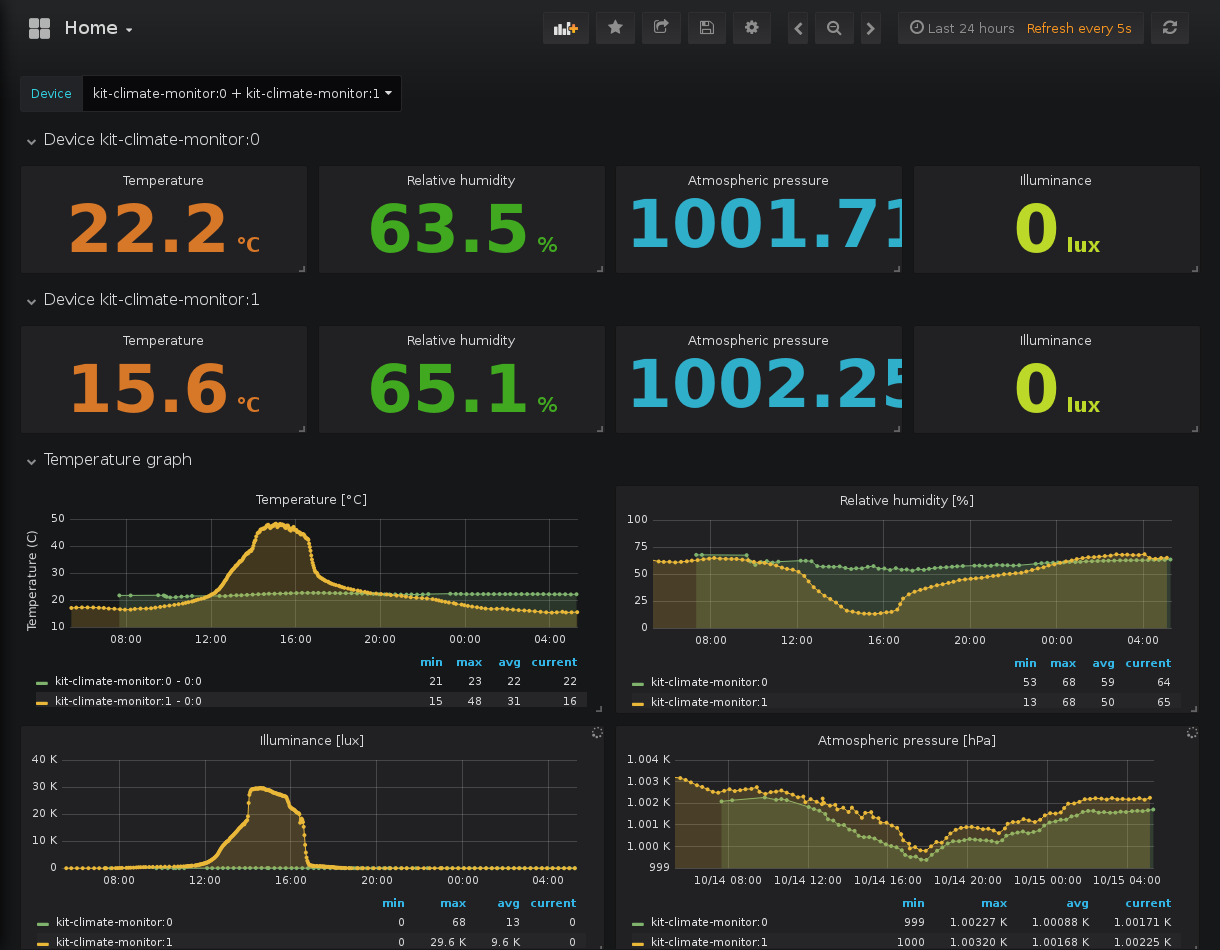 Home
Last 24 hours Refresh every 5s
Device kit-climate-monitor:0 + kit-climate-monitor:1
Device kit-climate-monitor:0
Temperature Relative humidity Atmospheric pressure Illuminance
22.2 °C 63.5 % 1001.71 0 lux
Device kit-climate-monitor:1
Temperature Relative humidity Atmospheric pressure Illuminance
15.6 °C 65.1 % 1002.25 0 lux
Temperature graph
Temperature [°C]
Temperature (C)
50
40
30
20
10
08:00 12:00 16:00 20:00 00:00 04:00
min max avg current
kit-climate-monitor:0 - 0:0 21 23 22 22
kit-climate-monitor:1 - 0:0 15 48 31 16
Relative humidity [%]
100
75
50
25
0
08:00 12:00 16:00 20:00 00:00 04:00
min max avg current
kit-climate-monitor:0 53 68 59 64
kit-climate-monitor:1 13 68 50 65
Illuminance [lux]
40 K
30 K
20 K
10 K
0
08:00 12:00 16:00 20:00 00:00 04:00
min max avg current
kit-climate-monitor:0 0 68 13 0
kit-climate-monitor:1 0 29.6 K 9.6 K 0
Atmospheric pressure [hPa]
1.004 K
1.003 K
1.002 K
1.001 K
1.000 K
999
10/14 08:00 10/14 12:00 10/14 16:00 10/14 20:00 10/15 00:00 10/15 04:00
min max avg current
kit-climate-monitor:0 999 1.00227 K 1.00088 K 1.00171 K
kit-climate-monitor:1 1000 1.00320 K 1.00168 K 1.00225 K